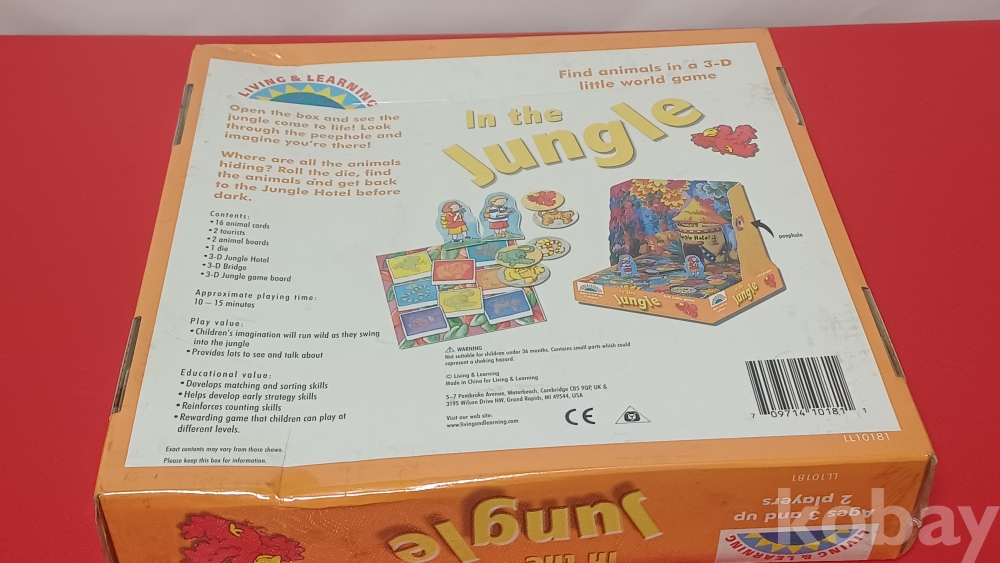 LIVING & LEARNING
Find animals in a 3-D
little world game
Open the box and see the
jungle come to life! Look
through the peephole and
imagine you're there!
In the
Jungle
Where are all the animals
hiding? Roll the die, find
the animals and get back
to the Jungle Hotel before
dark.
Contents:
•16 animal cards
•2 tourists
•2 animal boards
•1 die
•3-D Jungle Hotel
•3-D Bridge
•3-D Jungle game board
peephole
Jungle
Jungle
Approximate playing time:
10 – 15 minutes
Play value:
•Children's imagination will run wild as they swing
into the jungle
•Provides lots to see and talk about
Educational value:
•Develops matching and sorting skills
•Helps develop early strategy skills
•Reinforces counting skills
•Rewarding game that children can play at
different levels.
Exact contents may vary from those shown.
Please keep this box for information.
WARNING
Not suitable for children under 36 months. Contains small parts which could
represent a choking hazard.
© Living & Learning
Made in China for Living & Learning
5–7 Pembroke Avenue, Waterbeach, Cambridge CB5 9QP, UK &
3195 Wilson Drive NW, Grand Rapids, MI 49544, USA
Visit our web site:
www.livingandlearning.com
CE
7 09714 10181 1
LL10181
LL10181
Ages 3 and up
2 players
In the
Jungle
LIVING & LEARNING
kobay